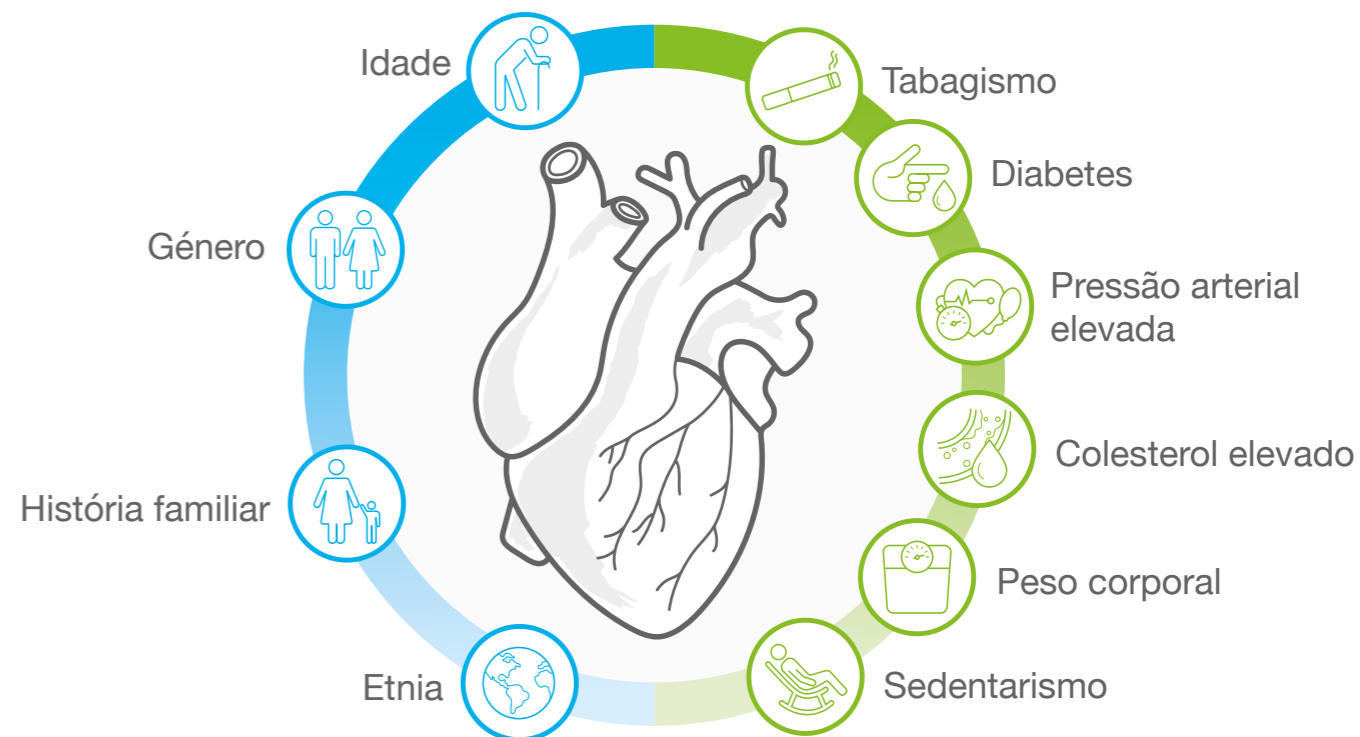 Idade
Tabagismo
Diabetes
Género
Pressão arterial
elevada
Colesterol elevado
História familiar
Peso corporal
Etnia
Sedentarismo